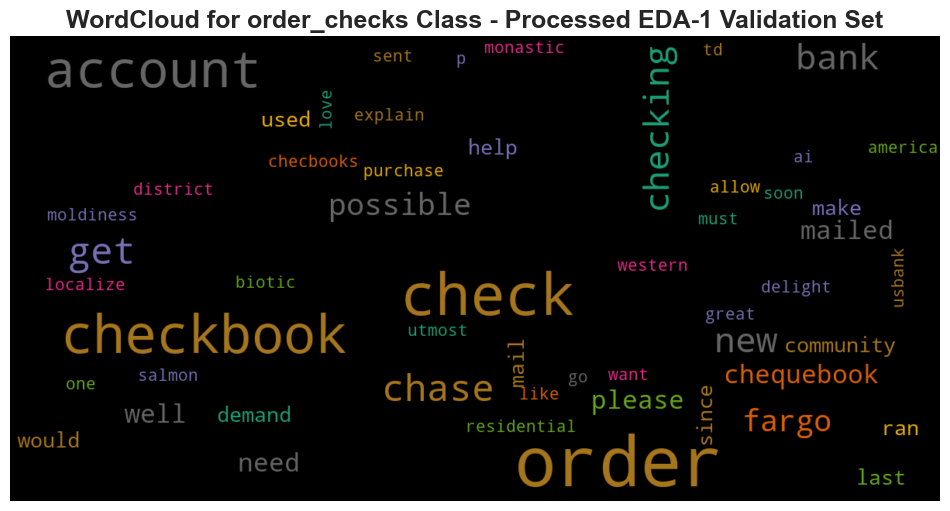 WordCloud for order_checks Class - Processed EDA-1 Validation Set
account
sent
p
monastic
checking
td
bank
used
love
explain
help
america
ai
checbooks
purchase
district
allow
soon
possible
make
moldiness
must
mailed
get
western
localize
biotic
usbank
delight
check
great
checkbook
utmost
new
community
mail
salmon
one
chase
go
want
chequebook
like
please
well
demand
since
fargo
residential
would
ran
order
need
last